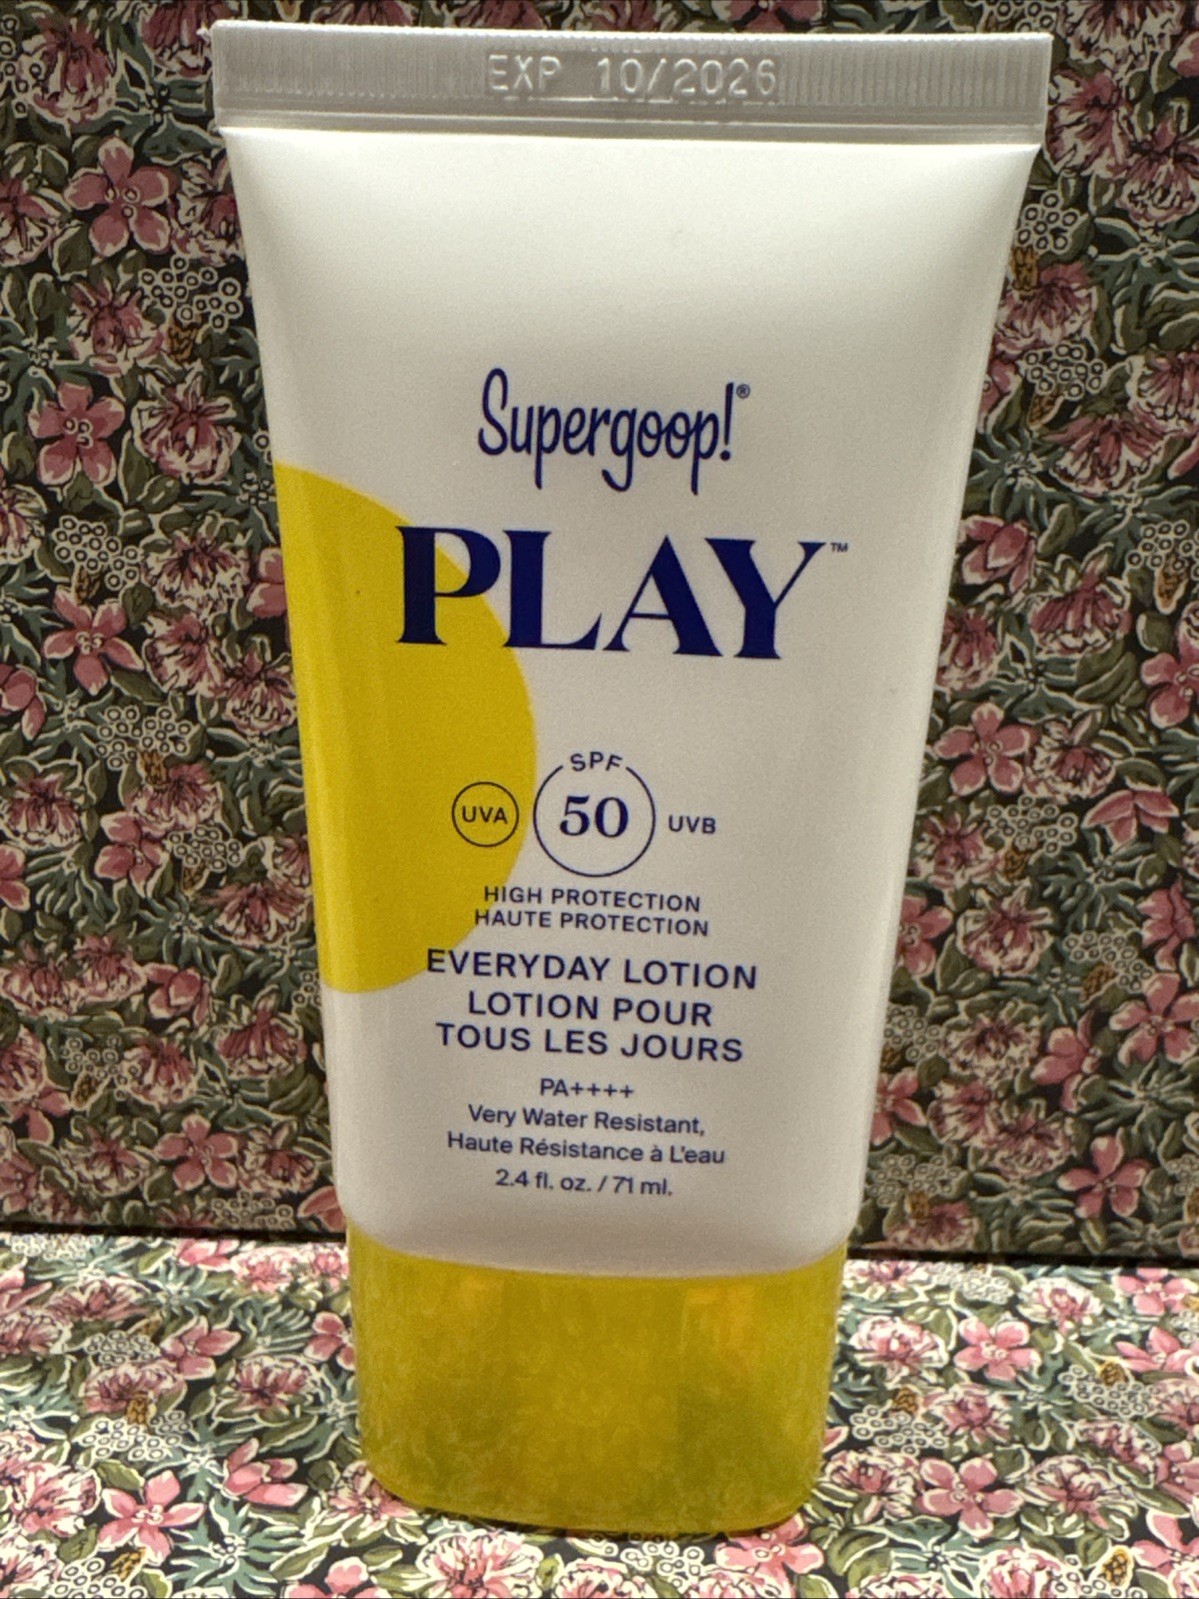 EXP 10/2026
Supergoop!®
PLAY™
SPF
UVA 50 UVB
HIGH PROTECTION
HAUTE PROTECTION
EVERYDAY LOTION
LOTION POUR
TOUS LES JOURS
PA++++
Very Water Resistant,
Haute Résistance à L'eau
2.4 fl. oz. / 71 ml.